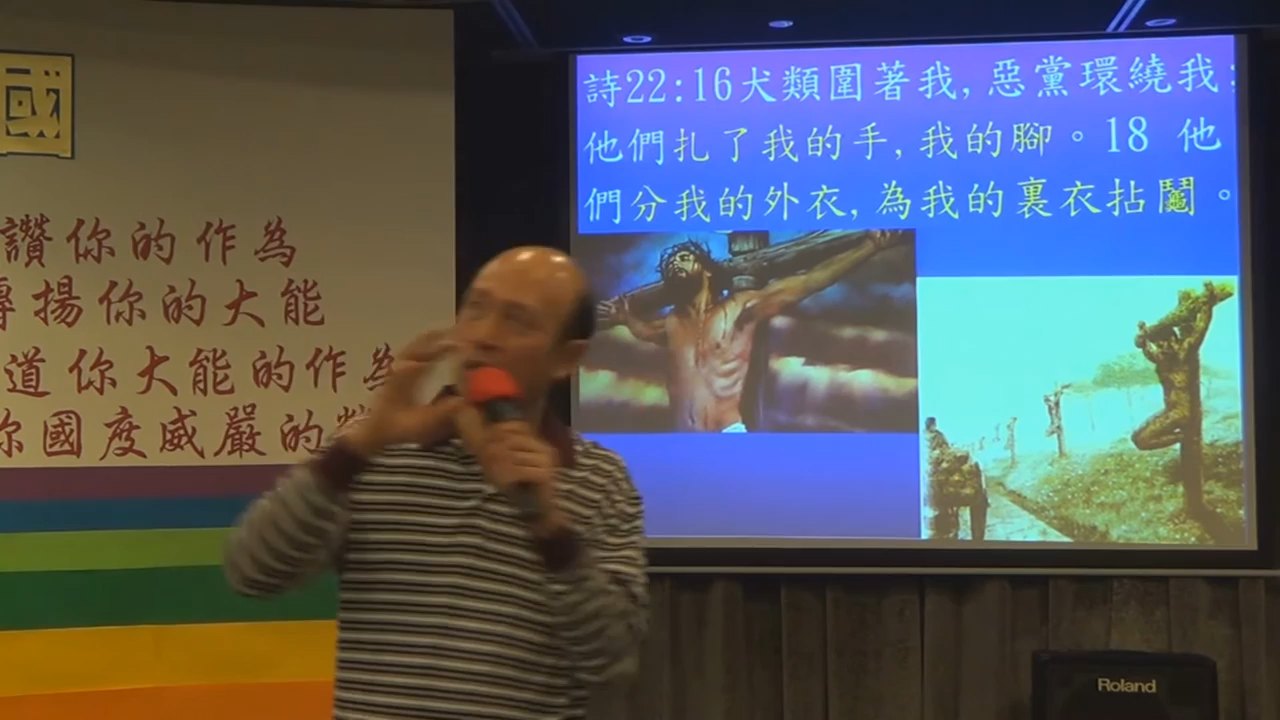 國
讚你的作為
傳揚你的大能
道你大能的作為
你國度威嚴的
詩22:16犬類圍著我,惡黨環繞我;
他們扎了我的手,我的腳。18 他
們分我的外衣,為我的裏衣拈鬮。
Roland